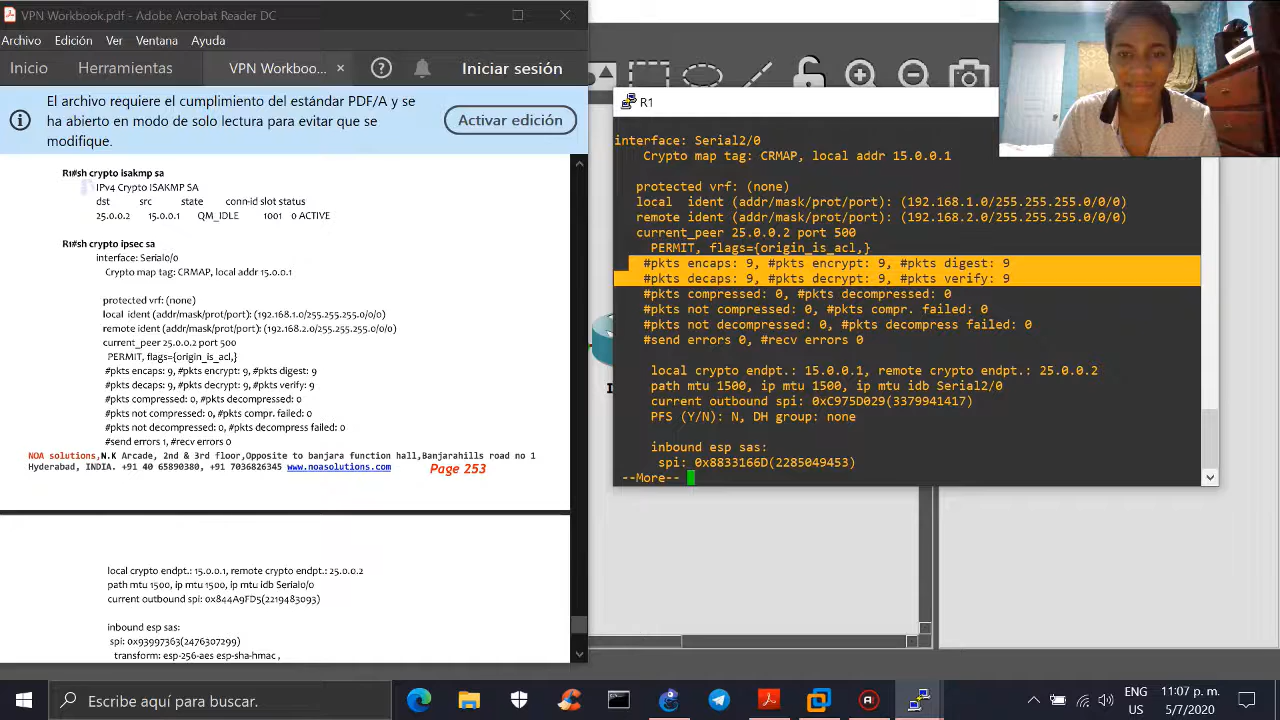 VPN Workbook.pdf - Adobe Acrobat Reader DC
Archivo Edición Ver Ventana Ayuda
Inicio Herramientas VPN Workboo... × ? Iniciar sesión
El archivo requiere el cumplimiento del estándar PDF/A y se
ha abierto en modo de solo lectura para evitar que se
modifique.
Activar edición
R1#sh crypto isakmp sa
IPv4 Crypto ISAKMP SA
dst src state conn-id slot status
25.0.0.2 15.0.0.1 QM_IDLE 1001 0 ACTIVE
R1#sh crypto ipsec sa
interface: Serial0/0
Crypto map tag: CRMAP, local addr 15.0.0.1
protected vrf: (none)
local ident (addr/mask/prot/port): (192.168.1.0/255.255.255.0/0/0)
remote ident (addr/mask/prot/port): (192.168.2.0/255.255.255.0/0/0)
current_peer 25.0.0.2 port 500
PERMIT, flags={origin_is_acl,}
#pkts encaps: 9, #pkts encrypt: 9, #pkts digest: 9
#pkts decaps: 9, #pkts decrypt: 9, #pkts verify: 9
#pkts compressed: 0, #pkts decompressed: 0
#pkts not compressed: 0, #pkts compr. failed: 0
#pkts not decompressed: 0, #pkts decompress failed: 0
#send errors 1, #recv errors 0
NOA solutions,N.K Arcade, 2nd & 3rd floor,Opposite to banjara function hall,Banjarahills road no 1
Hyderabad, INDIA. +91 40 65890380, +91 7036826345 www.noasolutions.com Page 253
local crypto endpt.: 15.0.0.1, remote crypto endpt.: 25.0.0.2
path mtu 1500, ip mtu 1500, ip mtu idb Serial0/0
current outbound spi: 0x844A9FD5(2219483093)
inbound esp sas:
spi: 0x93997363(2476307299)
transform: esp-256-aes esp-sha-hmac ,
R1
interface: Serial2/0
Crypto map tag: CRMAP, local addr 15.0.0.1
protected vrf: (none)
local ident (addr/mask/prot/port): (192.168.1.0/255.255.255.0/0/0)
remote ident (addr/mask/prot/port): (192.168.2.0/255.255.255.0/0/0)
current_peer 25.0.0.2 port 500
PERMIT, flags={origin_is_acl,}
#pkts encaps: 9, #pkts encrypt: 9, #pkts digest: 9
#pkts decaps: 9, #pkts decrypt: 9, #pkts verify: 9
#pkts compressed: 0, #pkts decompressed: 0
#pkts not compressed: 0, #pkts compr. failed: 0
#pkts not decompressed: 0, #pkts decompress failed: 0
#send errors 0, #recv errors 0
local crypto endpt.: 15.0.0.1, remote crypto endpt.: 25.0.0.2
path mtu 1500, ip mtu 1500, ip mtu idb Serial2/0
current outbound spi: 0xC975D029(3379941417)
PFS (Y/N): N, DH group: none
inbound esp sas:
spi: 0x8833166D(2285049453)
--More--
I
Escribe aquí para buscar.
ENG 11:07 p. m.
US 5/7/2020